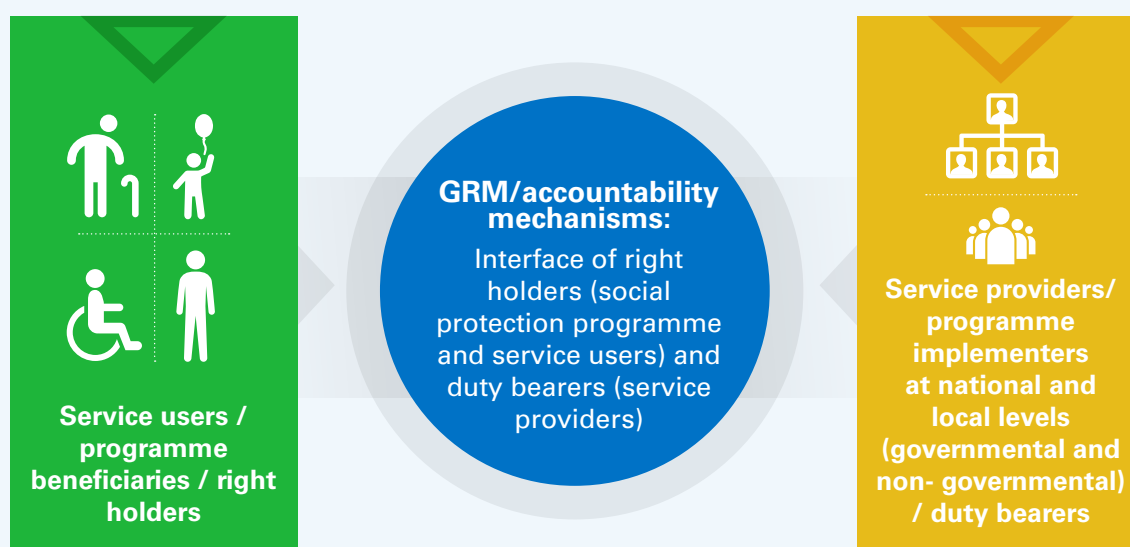 Service users /
programme
beneficiaries / right
holders
GRM/accountability
mechanisms:
Interface of right
holders (social
protection programme
and service users) and
duty bearers (service
providers)
Service providers/
programme
implementers
at national and
local levels
(governmental and
non- governmental)
/ duty bearers